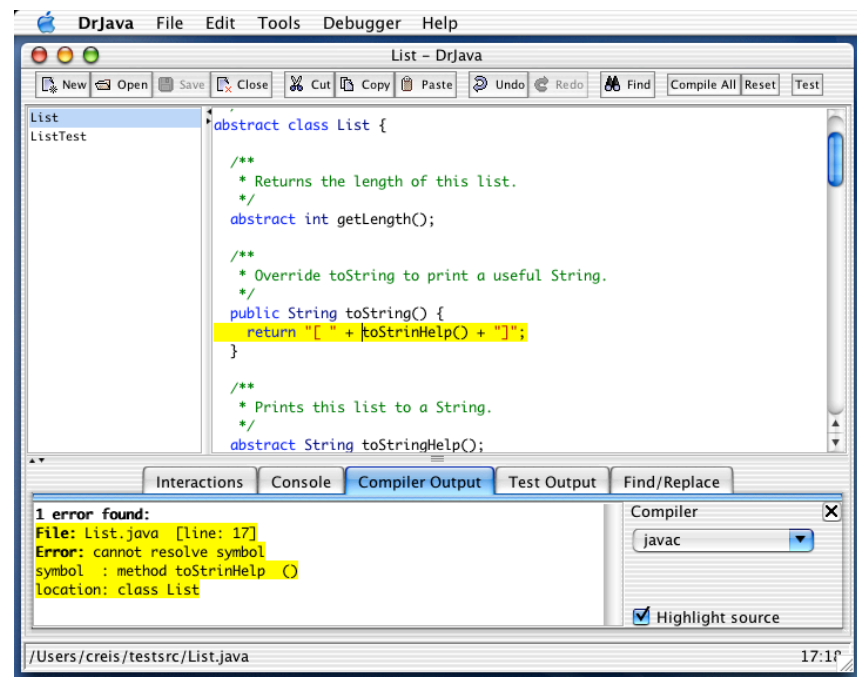 DrJava File Edit Tools Debugger Help
List – DrJava
New Open Save Close Cut Copy Paste Undo Redo Find Compile All Reset Test
List
ListTest
abstract class List {
/**
* Returns the length of this list.
*/
abstract int getLength();
/**
* Override toString to print a useful String.
*/
public String toString() {
return "[ " + toStrinHelp() + "]";
}
/**
* Prints this list to a String.
*/
abstract String toStringHelp();
Interactions Console Compiler Output Test Output Find/Replace
1 error found:
File: List.java [line: 17]
Error: cannot resolve symbol
symbol : method toStrinHelp ()
location: class List
Compiler
javac
Highlight source
/Users/creis/testsrc/List.java